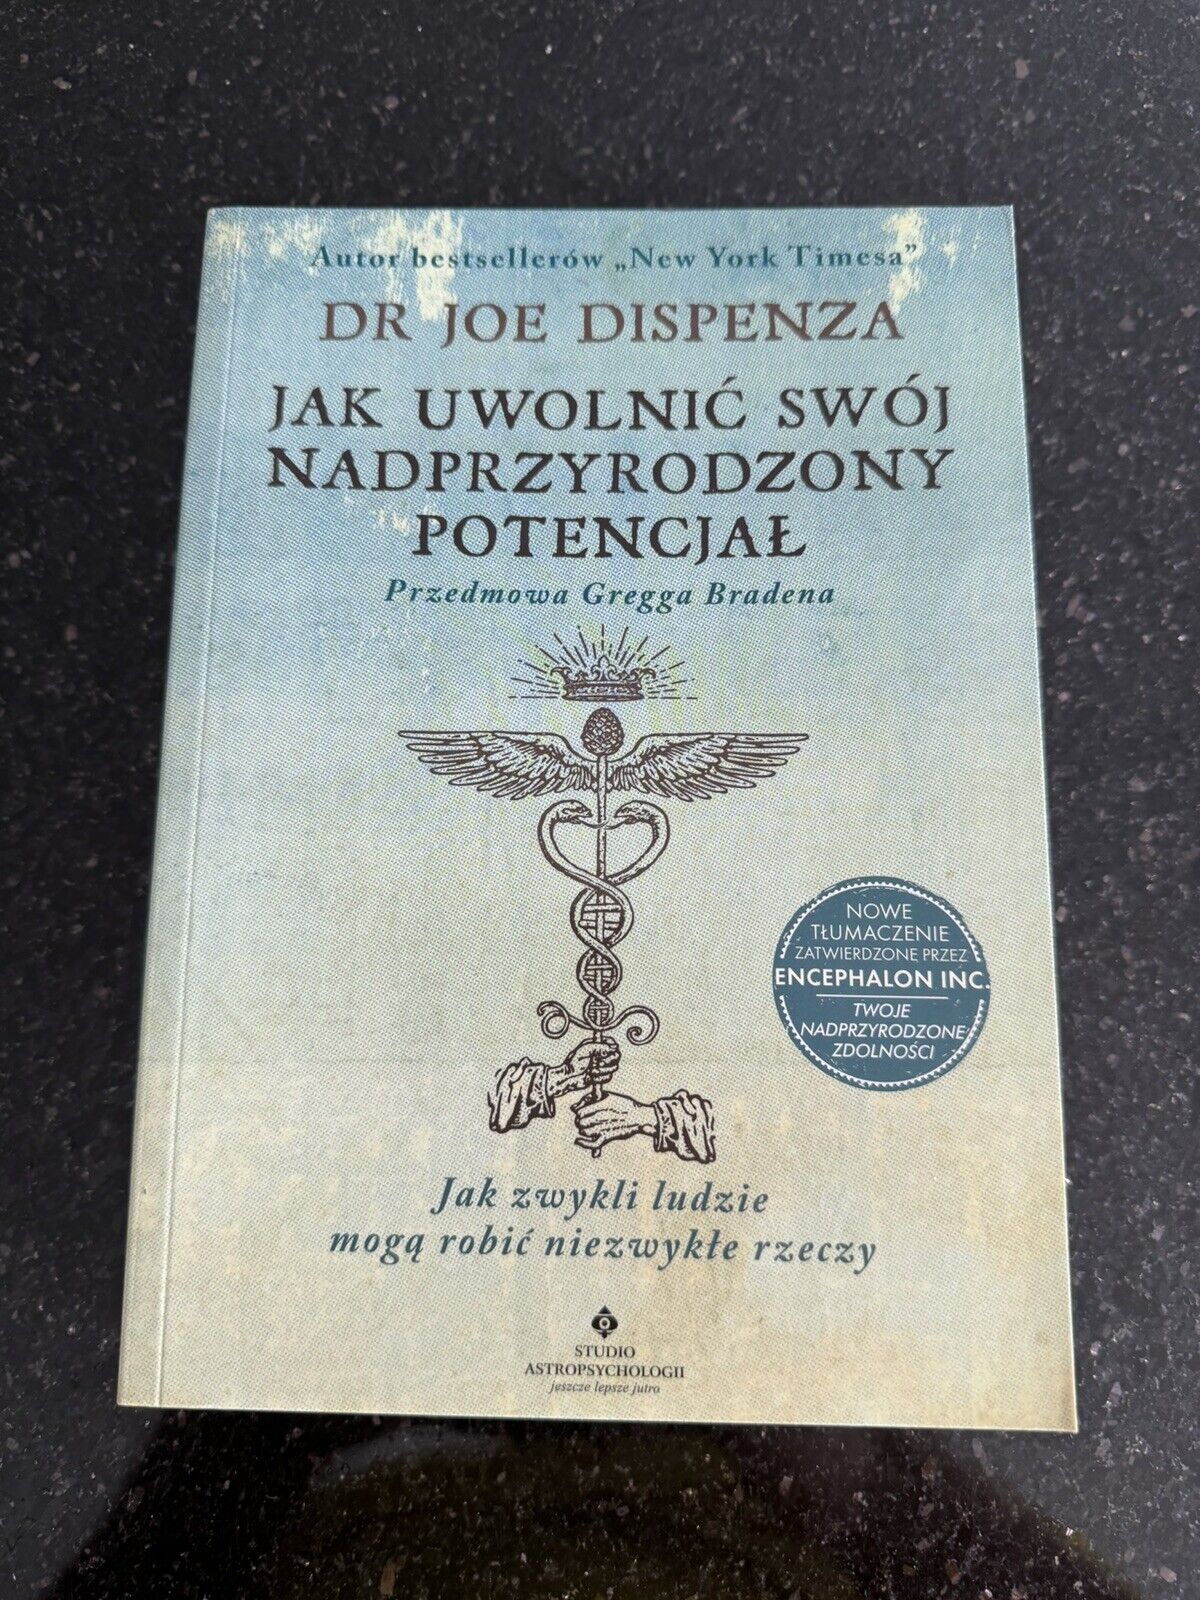 Autor bestsellerów „New York Timesa”
DR JOE DISPENZA
JAK UWOLNIĆ SWÓJ
NADPRZYRODZONY
POTENCJAŁ
Przedmowa Gregga Bradena
NOWE
TŁUMACZENIE
ZATWIERDZONE PRZEZ
ENCEPHALON INC.
TWOJE
NADPRZYRODZONE
ZDOLNOŚCI
Jak zwykli ludzie
mogą robić niezwykłe rzeczy
STUDIO
ASTROPSYCHOLOGII
jeszcze lepsze jutro